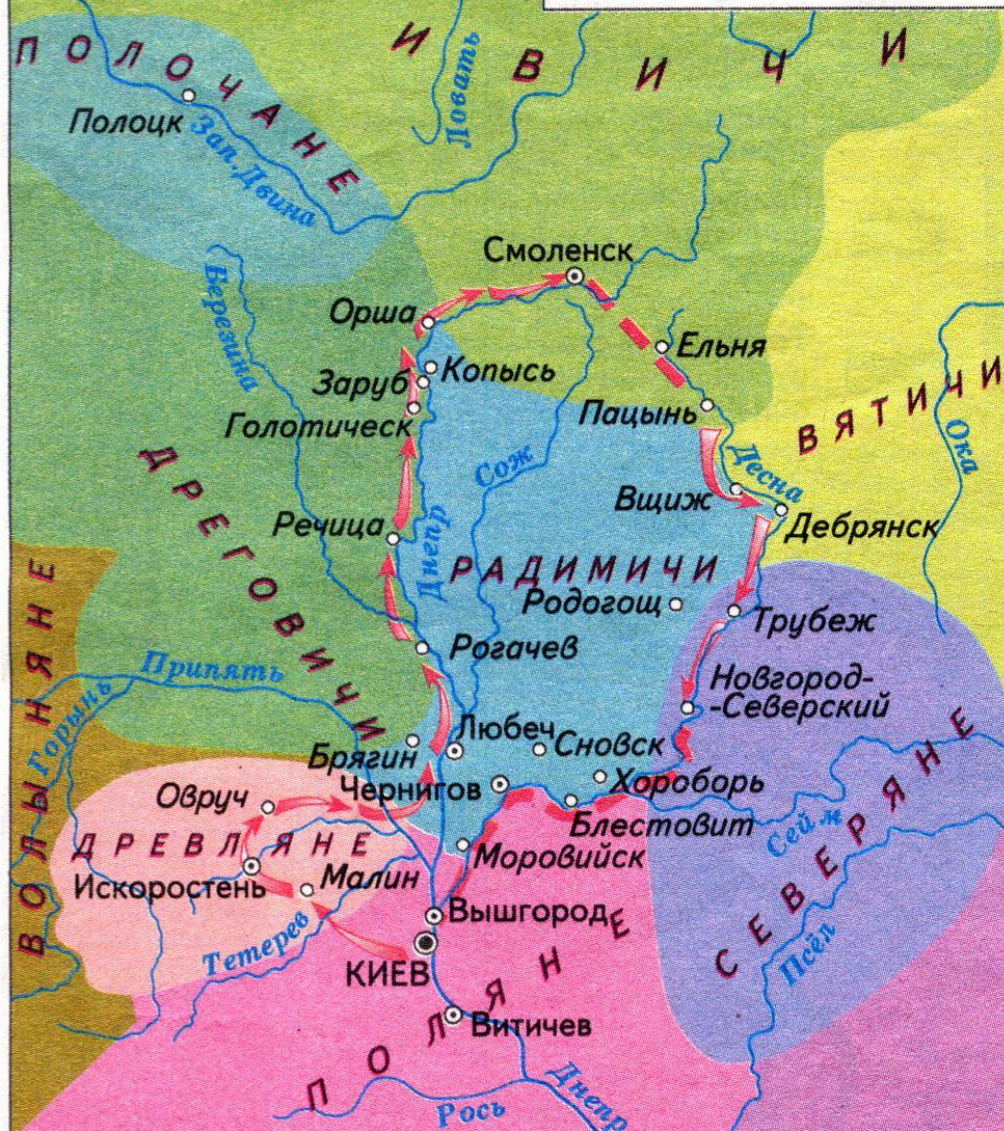 ПОЛОЧАНЕ
ИВИЧИ
Ловать
Полоцк
Зап. Двина
Смоленск
Березина
Орша
Ельня
Копысь
Заруб
Голотическ
Пацынь
ВЯТИЧИ
Ока
ДРЕГОВИЧИ
Сож
Десна
Вщиж
Дебрянск
Речица
Днепр
РАДИМИЧИ
Родогощ
Трубеж
ВОЛЫНЯНЕ
Припять
Рогачев
Горынь
Новгород-
-Северский
Любеч
Сновск
Брягин
Чернигов
Хороборь
Овруч
Блестовит
Сейм
СЕВЕРЯНЕ
ДРЕВЛЯНЕ
Моровийск
Искоростень
Малин
Вышгород
Тетерев
КИЕВ
Псёл
ПОЛЯНЕ
Витичев
Днепр
Рось